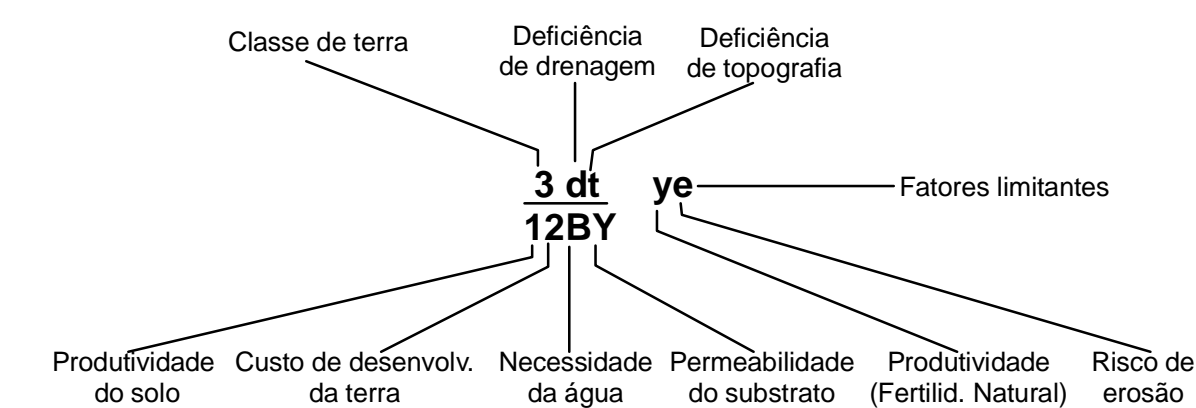 Classe de terra
Deficiência
de drenagem
Deficiência
de topografia
3 dt
ye
Fatores limitantes
12BY
Produtividade
do solo
Custo de desenvolv.
da terra
Necessidade
da água
Permeabilidade
do substrato
Produtividade
(Fertilid. Natural)
Risco de
erosão